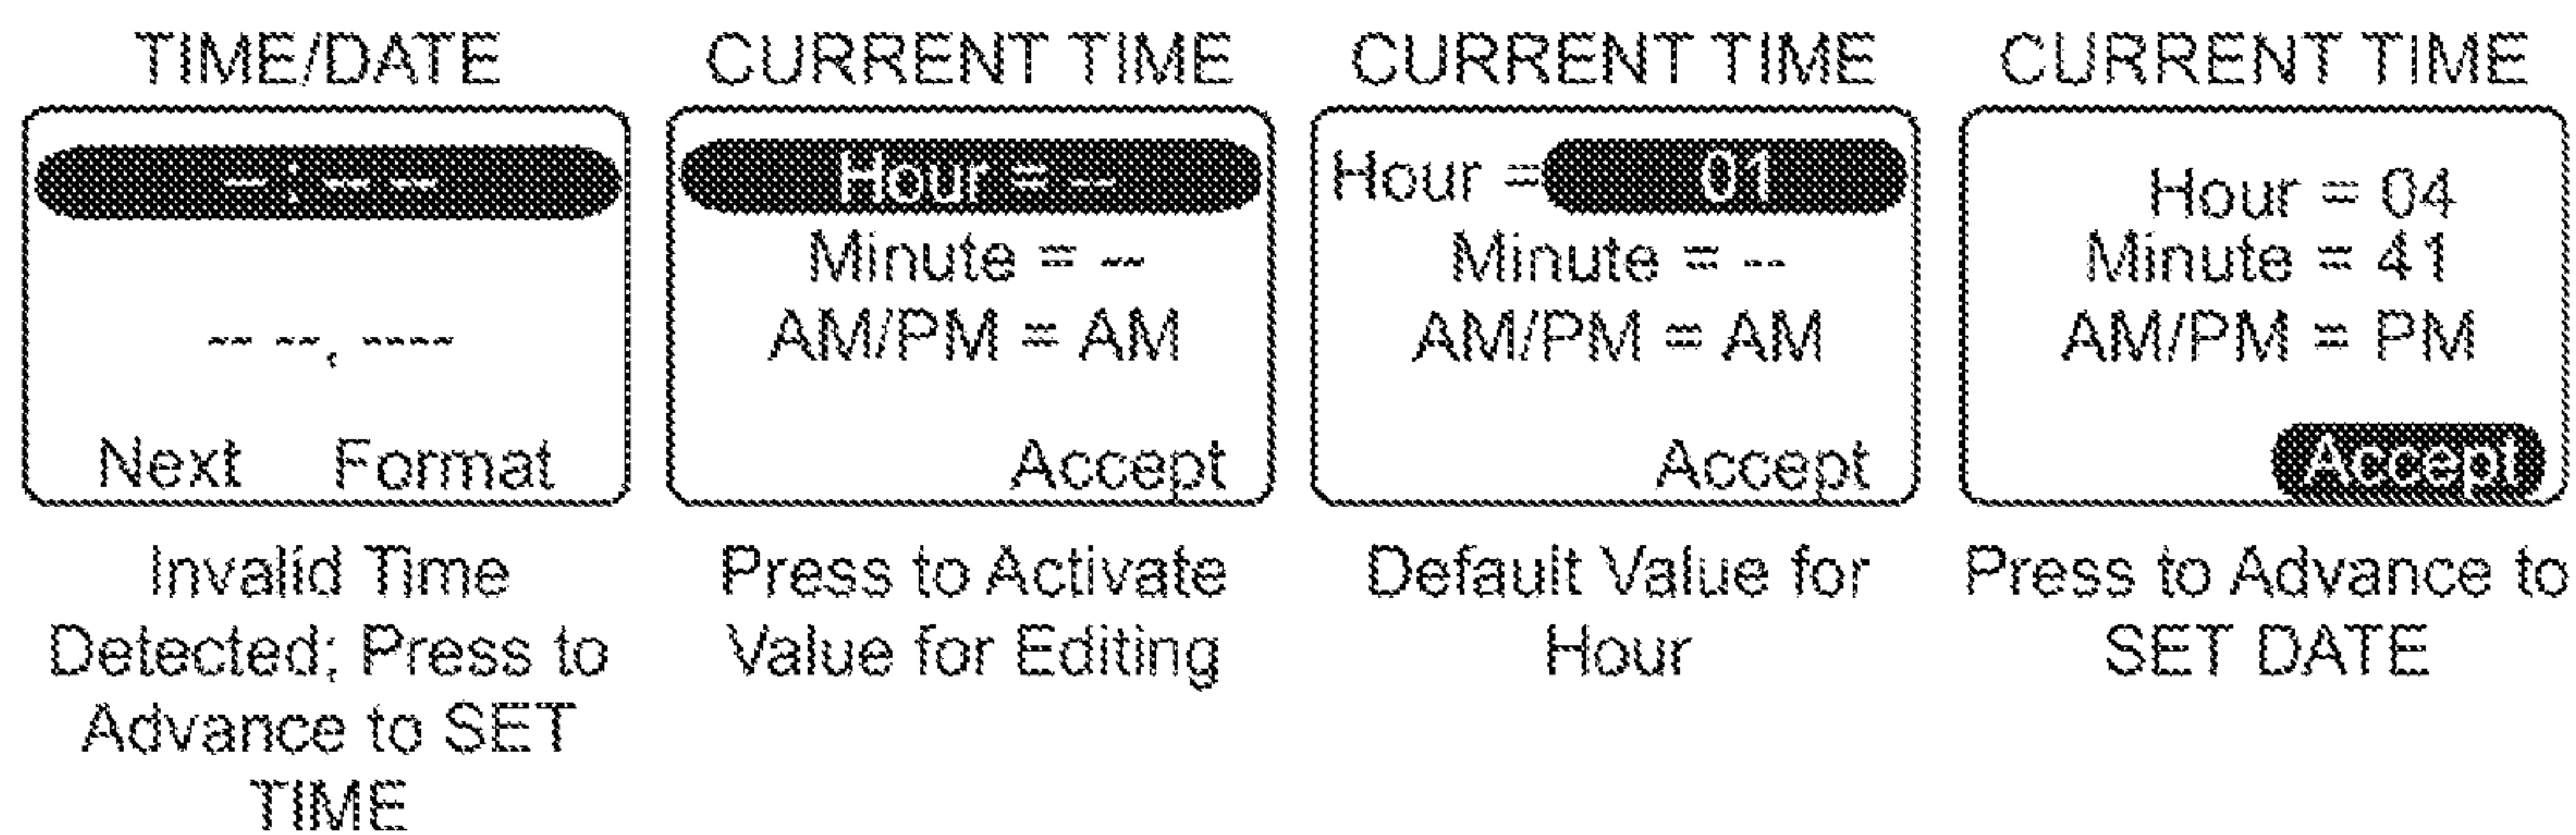 TIME/DATE
-- : -- --
-- --, ----
Next Format
Invalid Time
Detected; Press to
Advance to SET
TIME
CURRENT TIME
Hour = --
Minute = --
AM/PM = AM
Accept
Press to Activate
Value for Editing
CURRENT TIME
Hour = 01
Minute = --
AM/PM = AM
Accept
Default Value for
Hour
CURRENT TIME
Hour = 04
Minute = 41
AM/PM = PM
Accept
Press to Advance to
SET DATE